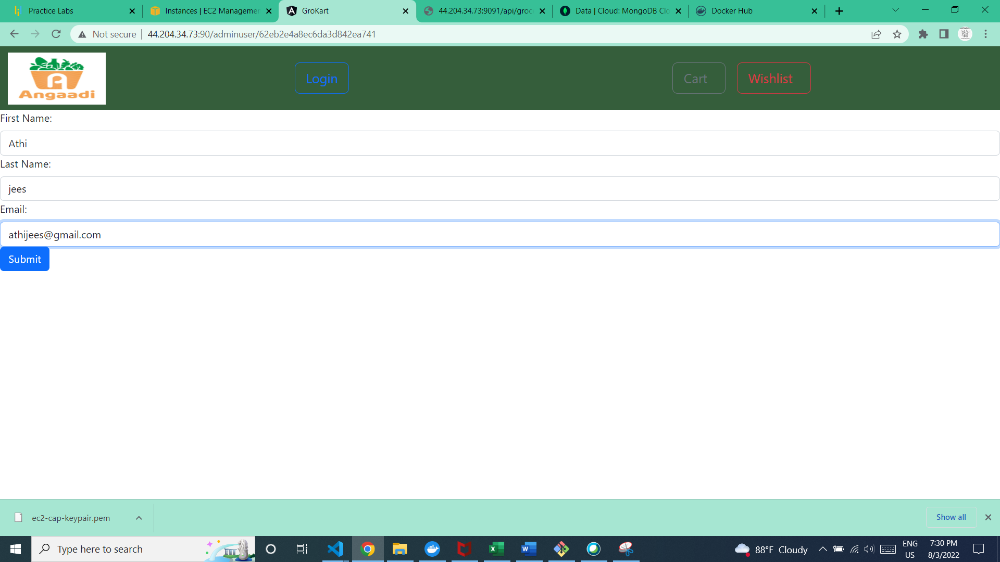 Practice Labs
Instances | EC2 Managemen
GroKart
44.204.34.73:9091/api/groc
Data | Cloud: MongoDB Clo
Docker Hub
Not secure
44.204.34.73:90/adminuser/62eb2e4a8ec6da3d842ea741
Angaadi
Login
Cart
Wishlist
First Name:
Athi
Last Name:
jees
Email:
athijees@gmail.com
Submit
ec2-cap-keypair.pem
Show all
Type here to search
88°F Cloudy
ENG
US
7:30 PM
8/3/2022